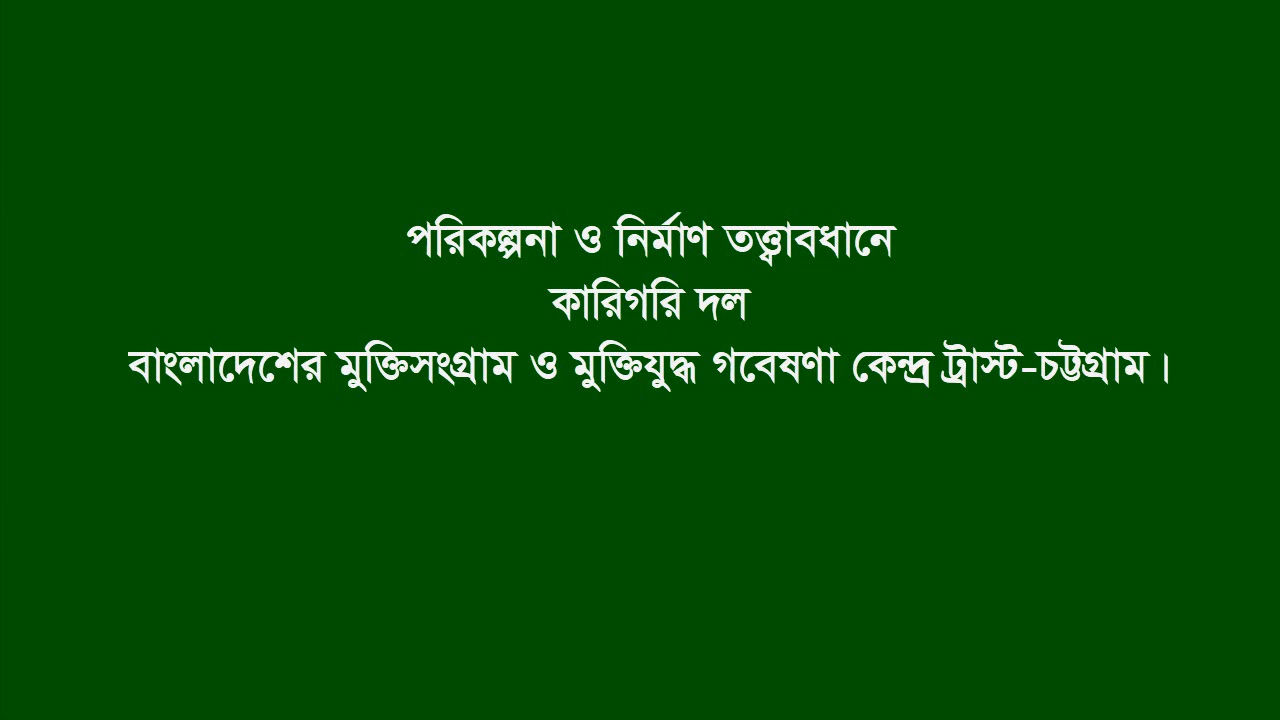 পরিকল্পনা ও নির্মাণ তত্ত্বাবধানে
কারিগরি দল
বাংলাদেশের মুক্তিসংগ্রাম ও মুক্তিযুদ্ধ গবেষণা কেন্দ্র ট্রাস্ট-চট্টগ্রাম।